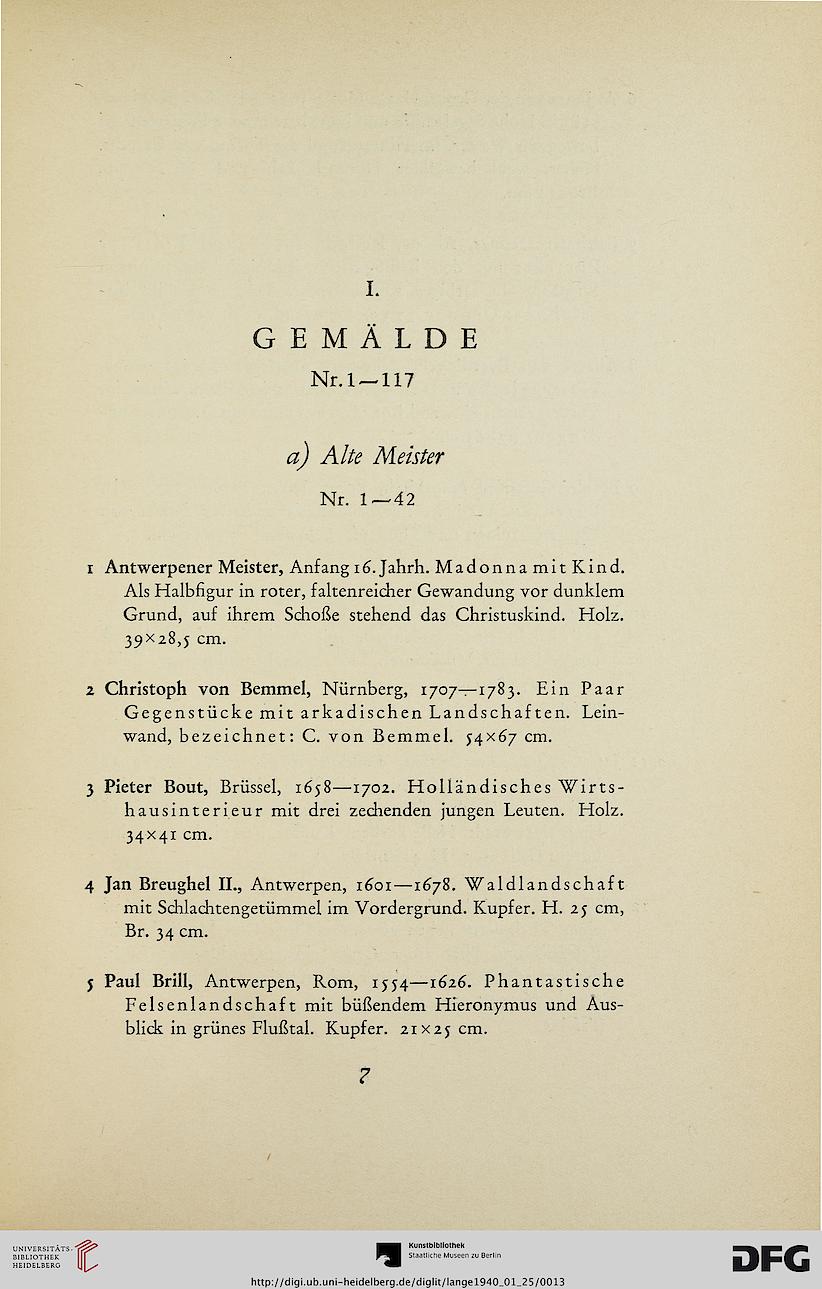 I.
GEMÄLDE
Nr. 1—117
a) Alte Meister
Nr. 1—42
1 Antwerpener Meister, Anfang 16. Jahrh. Madonna mit Kind.
Als Halbfigur in roter, faltenreicher Gewandung vor dunklem
Grund, auf ihrem Schoße stehend das Christuskind. Holz.
39×28,5 cm.
2 Christoph von Bemmel, Nürnberg, 1707—1783. Ein Paar
Gegenstücke mit arkadischen Landschaften. Lein-
wand, bezeichnet: C. von Bemmel. 54×67 cm.
3 Pieter Bout, Brüssel, 1658—1702. Holländisches Wirts-
hausinterieur mit drei zechenden jungen Leuten. Holz.
34×41 cm.
4 Jan Breughel II., Antwerpen, 1601—1678. Waldlandschaft
mit Schlachtengetümmel im Vordergrund. Kupfer. H. 25 cm,
Br. 34 cm.
5 Paul Brill, Antwerpen, Rom, 1554—1626. Phantastische
Felsenlandschaft mit büßendem Hieronymus und Aus-
blick in grünes Flußtal. Kupfer. 21×25 cm.
7
UNIVERSITÄTS-
BIBLIOTHEK
HEIDELBERG
Kunstbibliothek
Staatliche Museen zu Berlin
DFG
http://digi.ub.uni-heidelberg.de/diglit/lange1940_01_25/0013